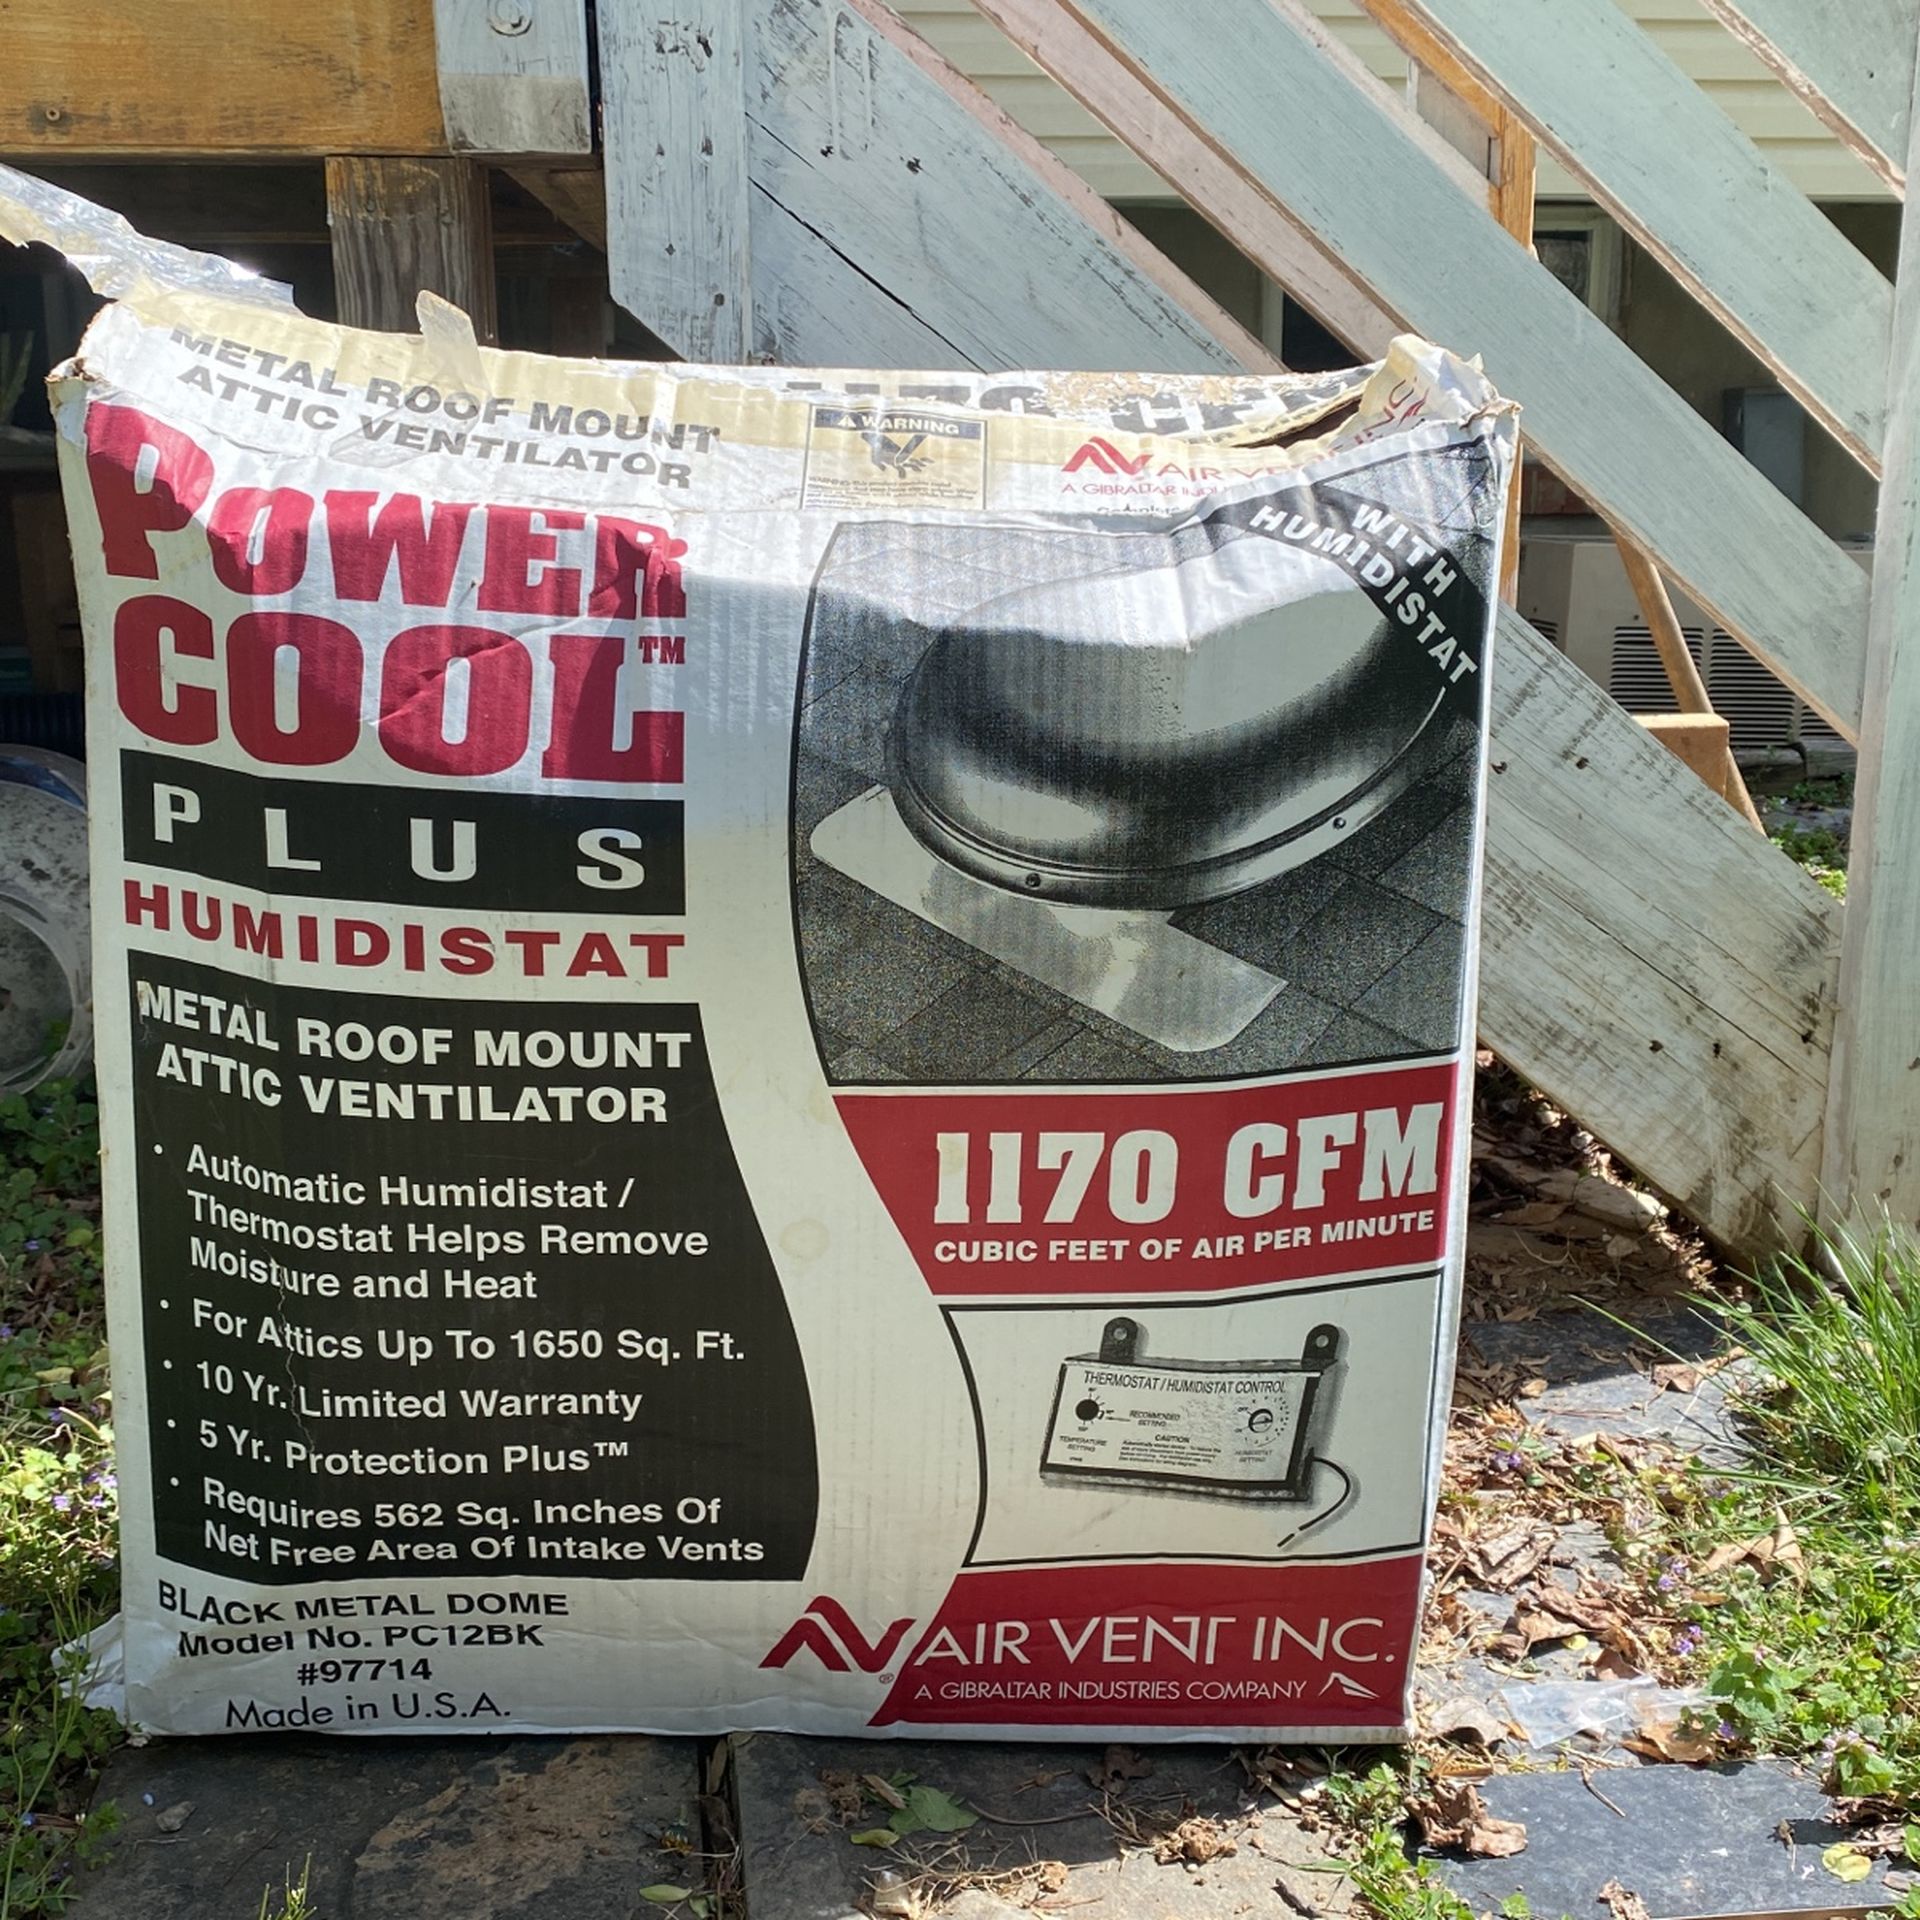 METAL ROOF MOUNT
ATTIC VENTILATOR
WARNING
AIR
A GIBRALTAR
POWER
COOL™
PLUS
HUMIDISTAT
WITH
HUMIDISTAT
METAL ROOF MOUNT
ATTIC VENTILATOR
• Automatic Humidistat /
Thermostat Helps Remove
Moisture and Heat
• For Attics Up To 1650 Sq. Ft.
• 10 Yr. Limited Warranty
• 5 Yr. Protection Plus™
• Requires 562 Sq. Inches Of
Net Free Area Of Intake Vents
1170 CFM
CUBIC FEET OF AIR PER MINUTE
THERMOSTAT / HUMIDISTAT CONTROL
RECOMMENDED
SETTING
CAUTION
TEMPERATURE
SETTING
HUMIDISTAT
SETTING
BLACK METAL DOME
Model No. PC12BK
#97714
Made in U.S.A.
AIR VENT INC.
®
A GIBRALTAR INDUSTRIES COMPANY